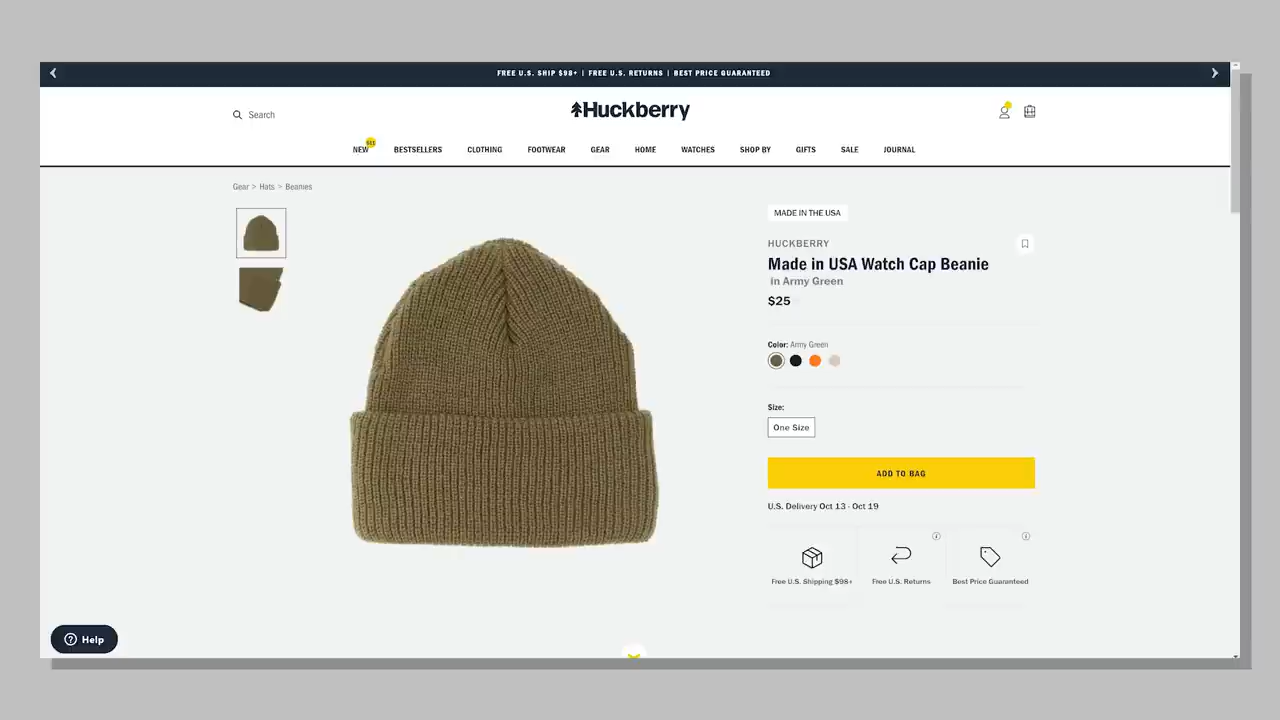 FREE U.S. SHIP $98+ | FREE U.S. RETURNS | BEST PRICE GUARANTEED
Search
Huckberry
NEW
BESTSELLERS
CLOTHING
FOOTWEAR
GEAR
HOME
WATCHES
SHOP BY
GIFTS
SALE
JOURNAL
Gear > Hats > Beanies
MADE IN THE USA
HUCKBERRY
Made in USA Watch Cap Beanie
in Army Green
$25
Color: Army Green
Size:
One Size
ADD TO BAG
U.S. Delivery Oct 13 - Oct 19
Free U.S. Shipping $98+
Free U.S. Returns
Best Price Guaranteed
Help